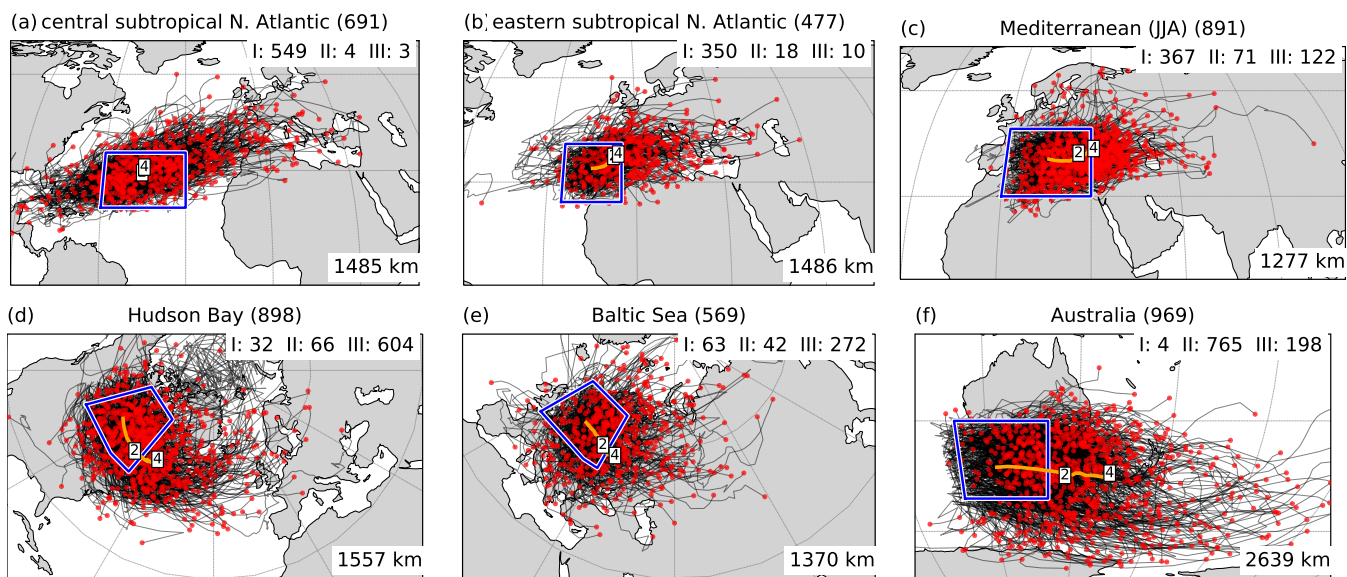 (a) central subtropical N. Atlantic (691)
I: 549 II: 4 III: 3
4
1485 km
(b) eastern subtropical N. Atlantic (477)
I: 350 II: 18 III: 10
4
1486 km
(c) Mediterranean (JJA) (891)
I: 367 II: 71 III: 122
2 4
1277 km
(d) Hudson Bay (898)
I: 32 II: 66 III: 604
2 4
1557 km
(e) Baltic Sea (569)
I: 63 II: 42 III: 272
2
4
1370 km
(f) Australia (969)
I: 4 II: 765 III: 198
2 4
2639 km